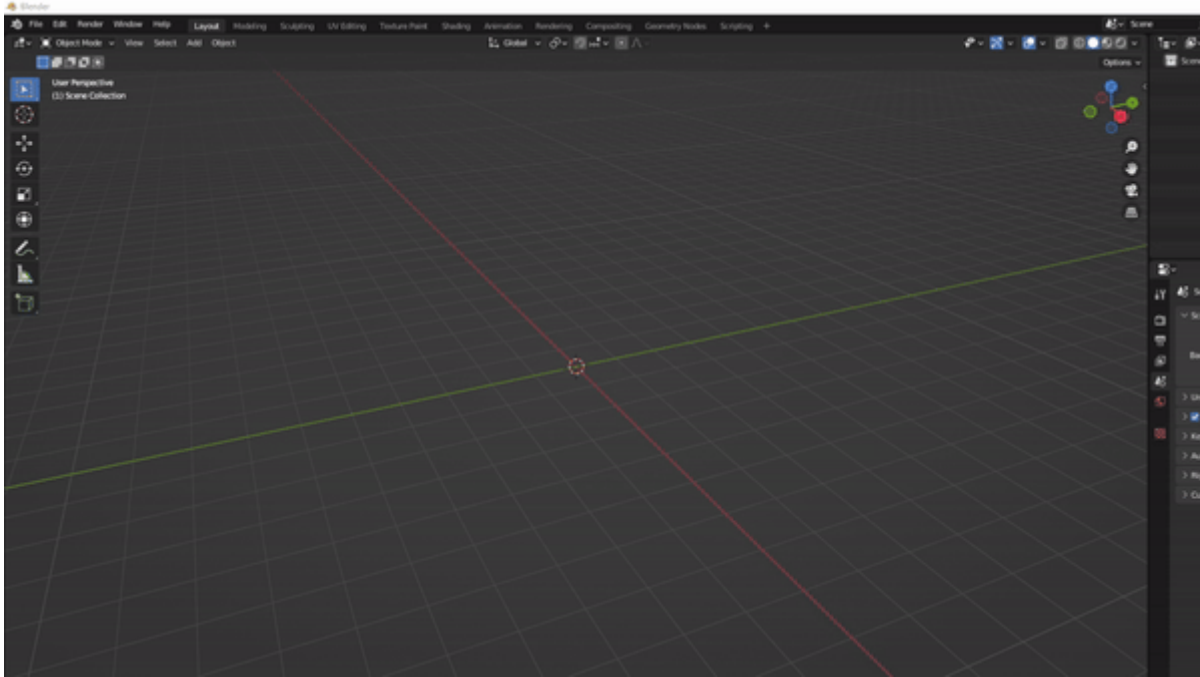 Blender
File Edit Render Window Help Layout Modeling Sculpting UV Editing Texture Paint Shading Animation Rendering Compositing Geometry Nodes Scripting + Scene
Object Mode View Select Add Object Global
Options
User Perspective
(1) Scene Collection